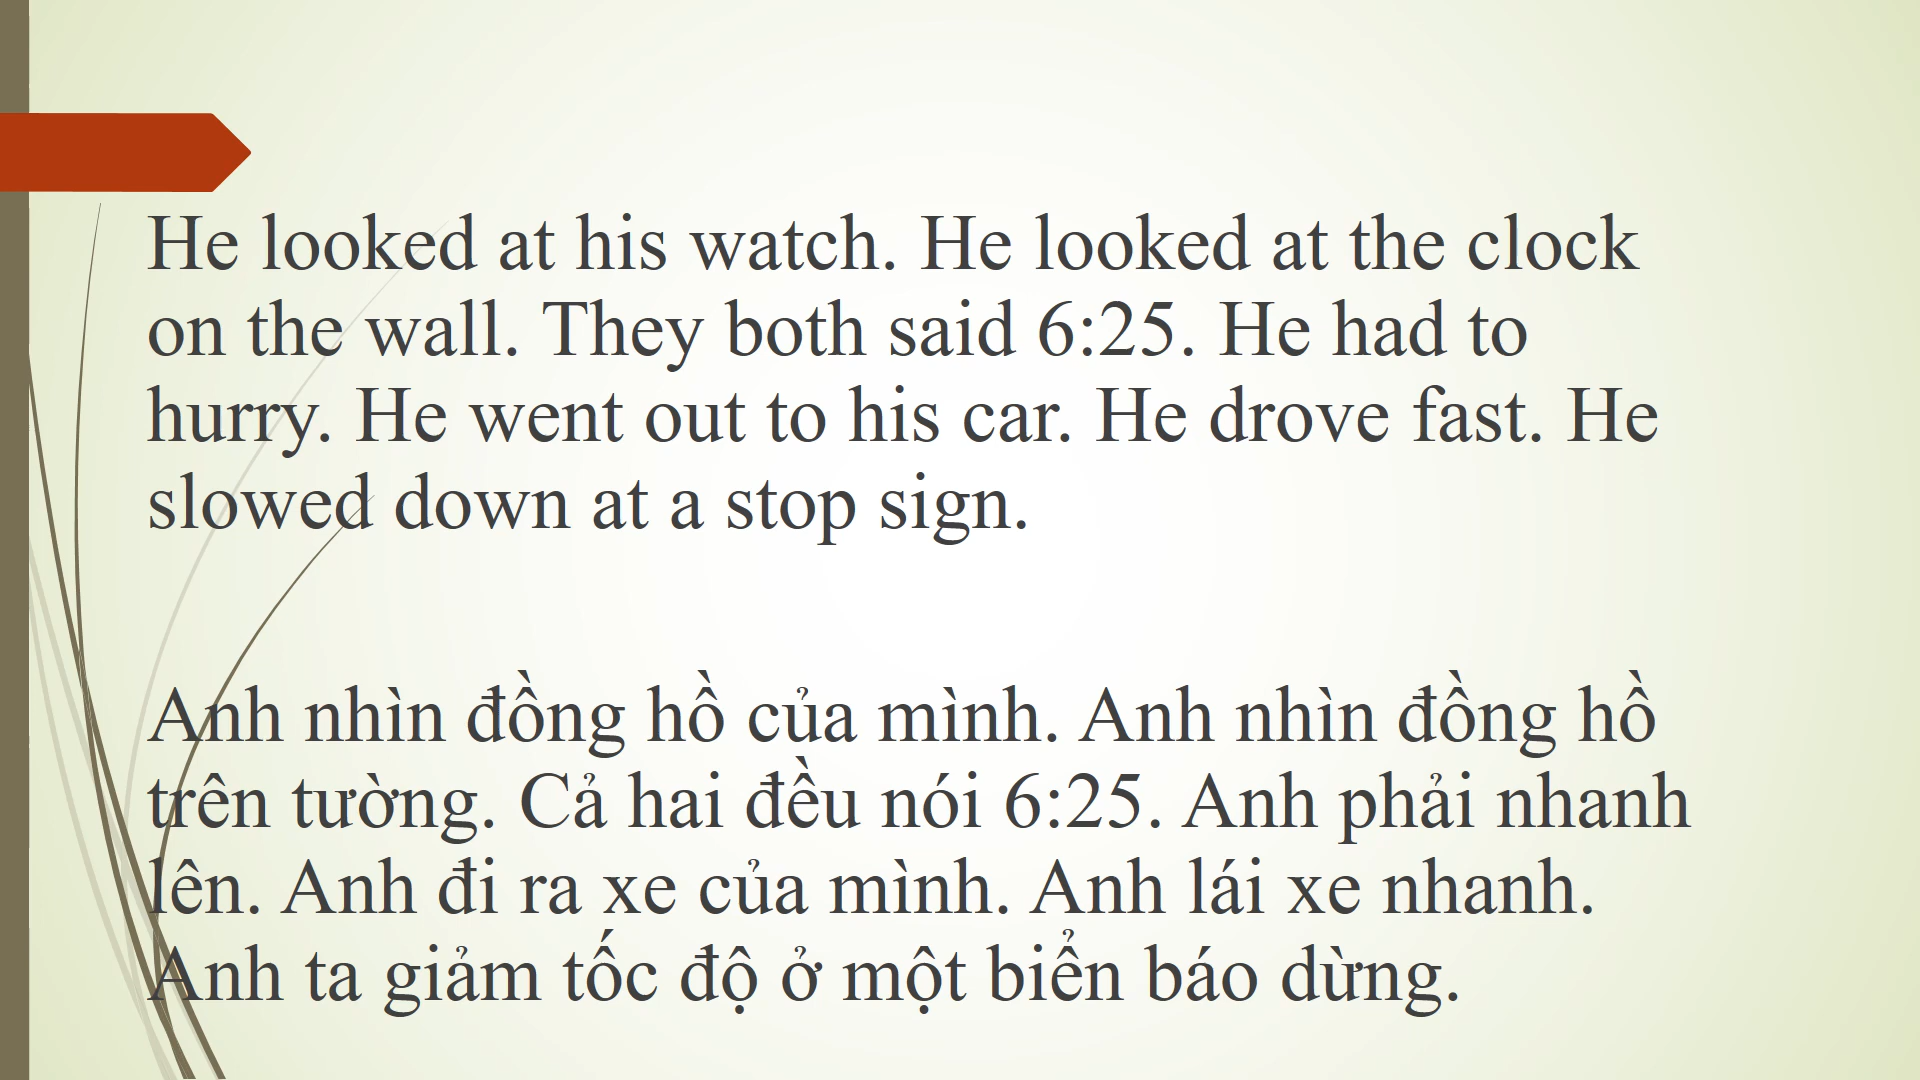 He looked at his watch. He looked at the clock
on the wall. They both said 6:25. He had to
hurry. He went out to his car. He drove fast. He
slowed down at a stop sign.
Anh nhìn đồng hồ của mình. Anh nhìn đồng hồ
trên tường. Cả hai đều nói 6:25. Anh phải nhanh
lên. Anh đi ra xe của mình. Anh lái xe nhanh.
Anh ta giảm tốc độ ở một biển báo dừng.